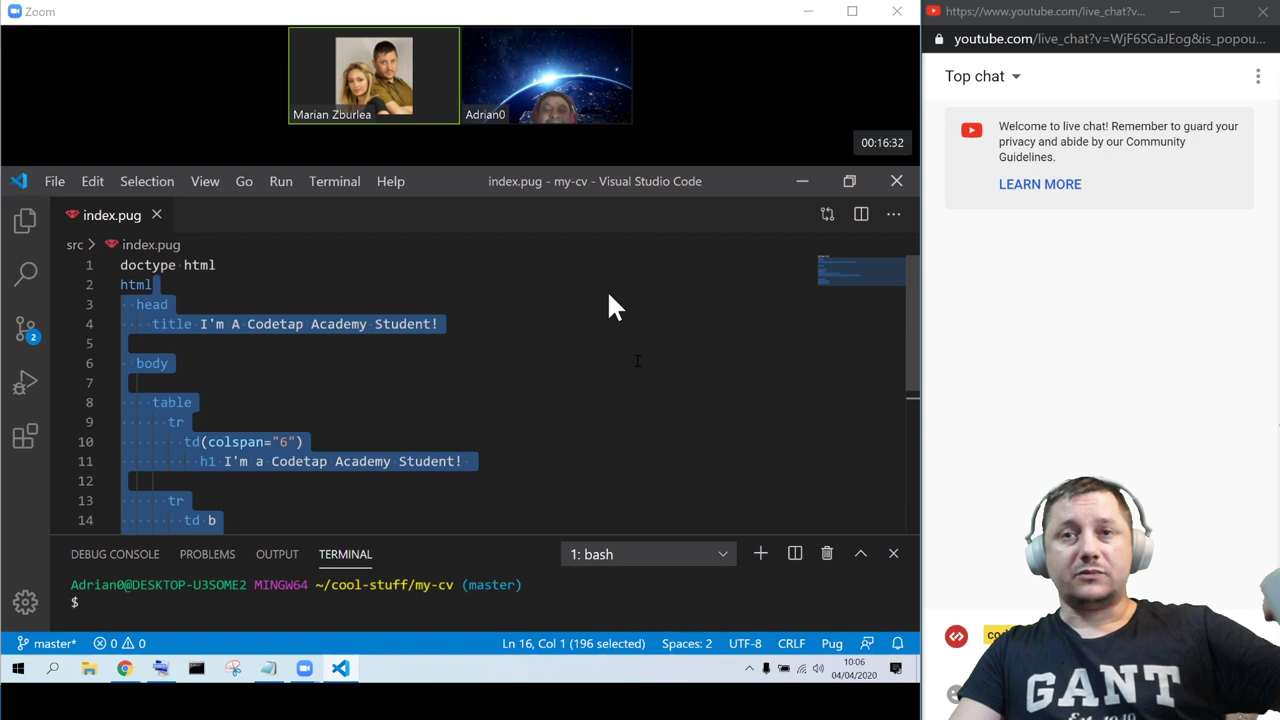 Zoom
Marian Zburlea
Adrian0
00:16:32
File Edit Selection View Go Run Terminal Help
index.pug - my-cv - Visual Studio Code
index.pug
src > index.pug
1 doctype html
2 html
3 head
4 title I'm A Codetap Academy Student!
5
6 body
7
8 table
9 tr
10 td(colspan="6")
11 h1 I'm a Codetap Academy Student!
12
13 tr
14 td b
2
DEBUG CONSOLE PROBLEMS OUTPUT TERMINAL
1: bash
Adrian0@DESKTOP-U3SOME2 MINGW64 ~/cool-stuff/my-cv (master)
$
master* 0 0 Ln 16, Col 1 (196 selected) Spaces: 2 UTF-8 CRLF Pug
10:06
04/04/2020
https://www.youtube.com/live_chat?v...
youtube.com/live_chat?v=WjF6SGaJEog&is_popou...
Top chat
Welcome to live chat! Remember to guard your
privacy and abide by our Community
Guidelines.
LEARN MORE
GANT